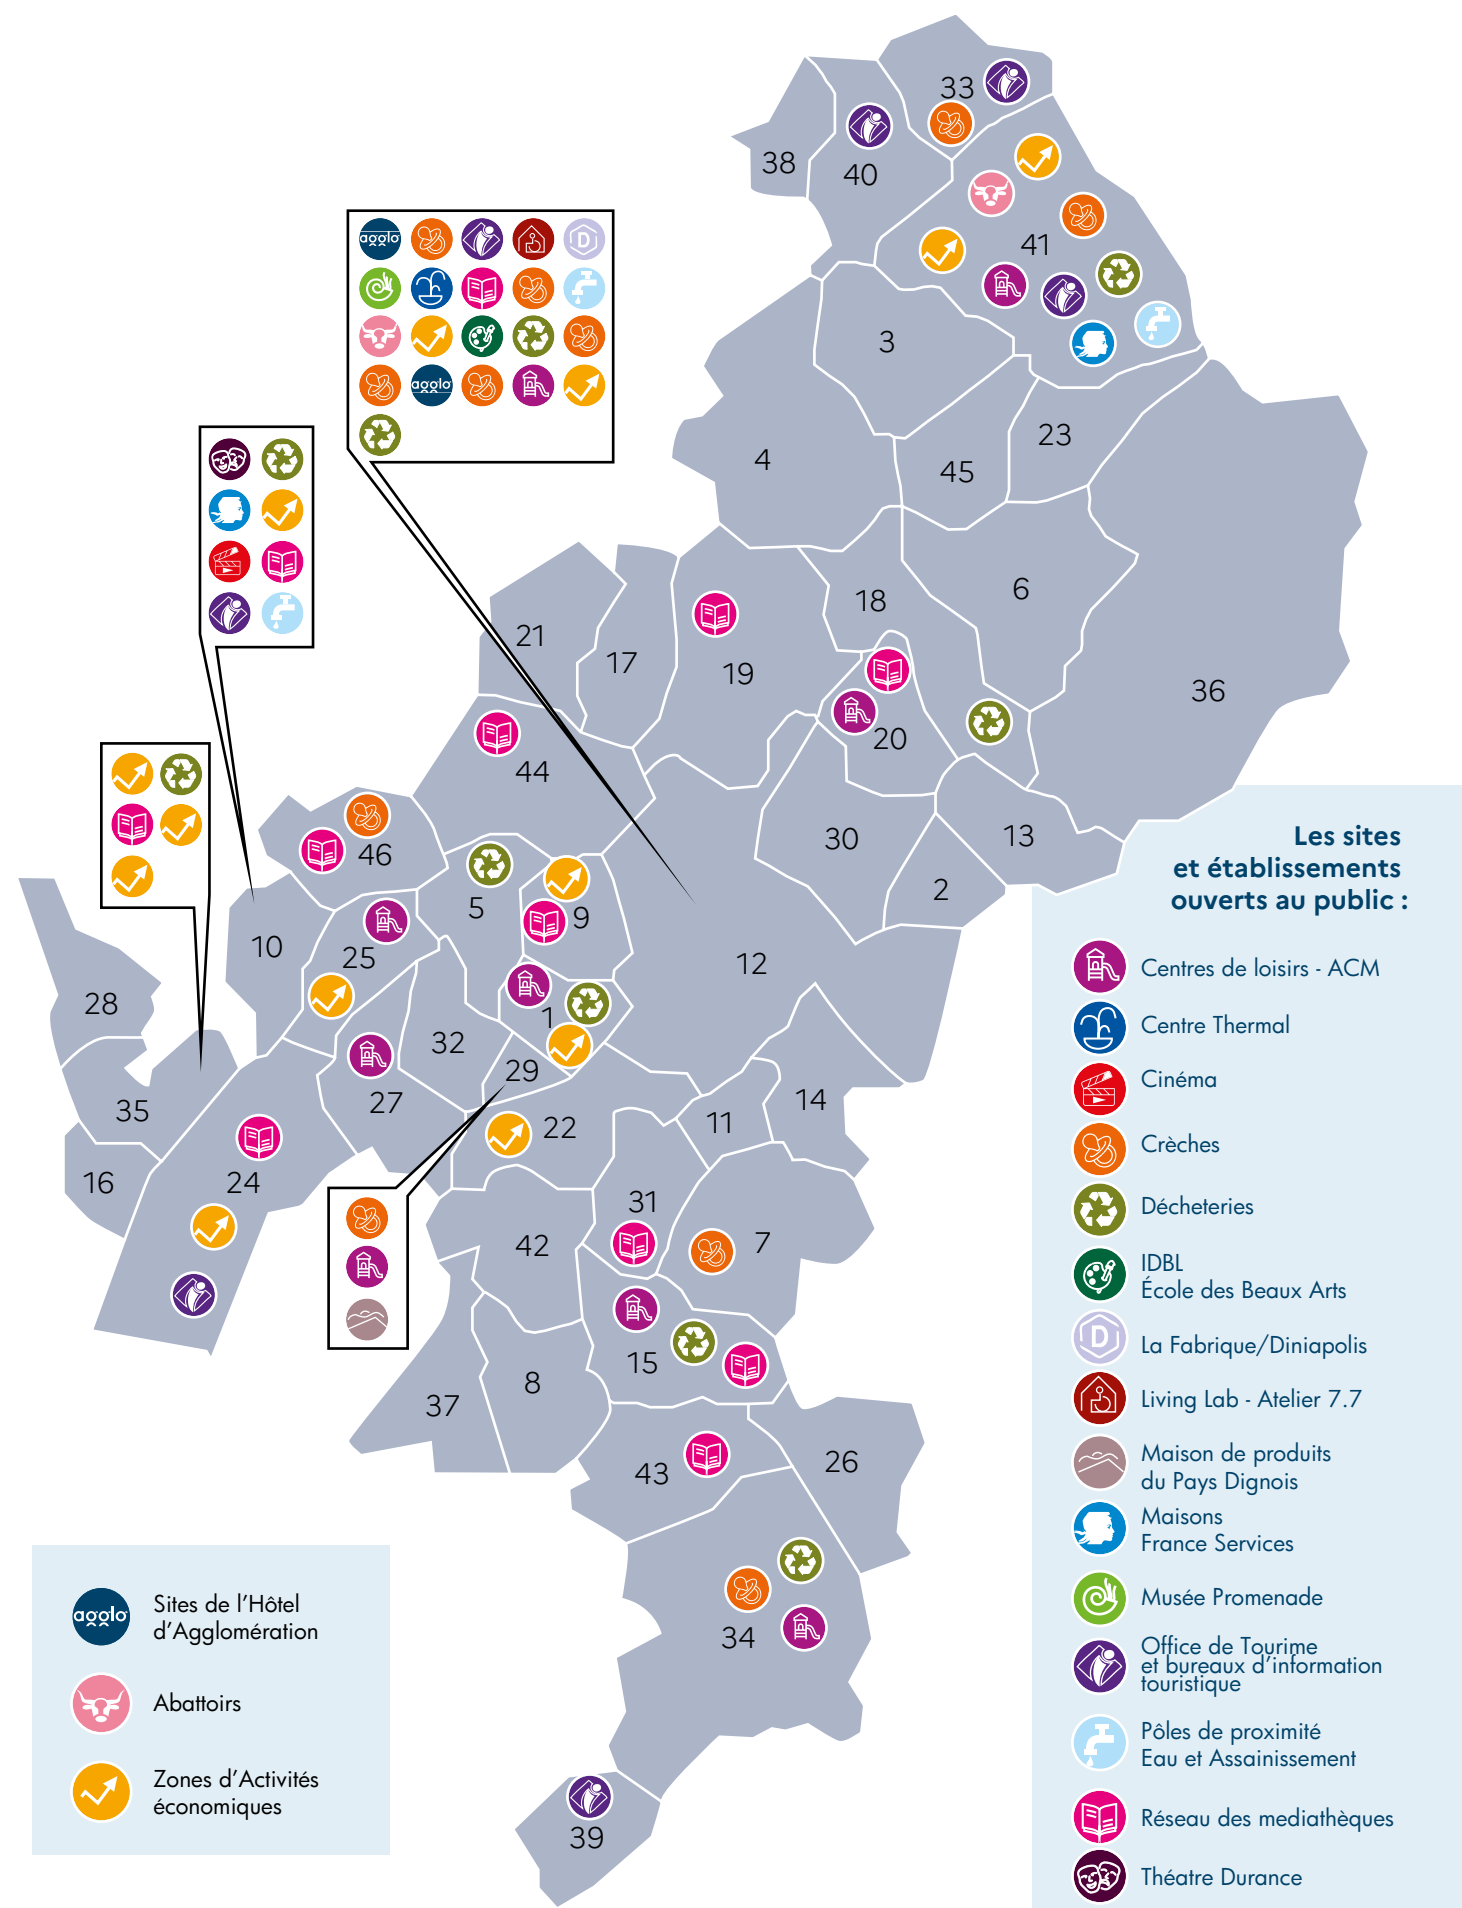 33
38
40
41
3
23
4
45
6
18
21
17
19
36
20
44
13
30
46
2
5
9
10
25
12
28
1
32
29
14
35
27
22
11
16
24
31
42
7
15
8
37
26
43
34
39
agglo
D
agglo
Les sites
et établissements
ouverts au public :
Centres de loisirs - ACM
Centre Thermal
Cinéma
Crèches
Décheteries
IDBL
École des Beaux Arts
D
La Fabrique/Diniapolis
Living Lab - Atelier 7.7
Maison de produits
du Pays Dignois
Maisons
France Services
Musée Promenade
Office de Tourime
et bureaux d'information
touristique
Pôles de proximité
Eau et Assainissement
Réseau des mediathèques
Théatre Durance
agglo
Sites de l'Hôtel
d'Agglomération
Abattoirs
Zones d'Activités
économiques